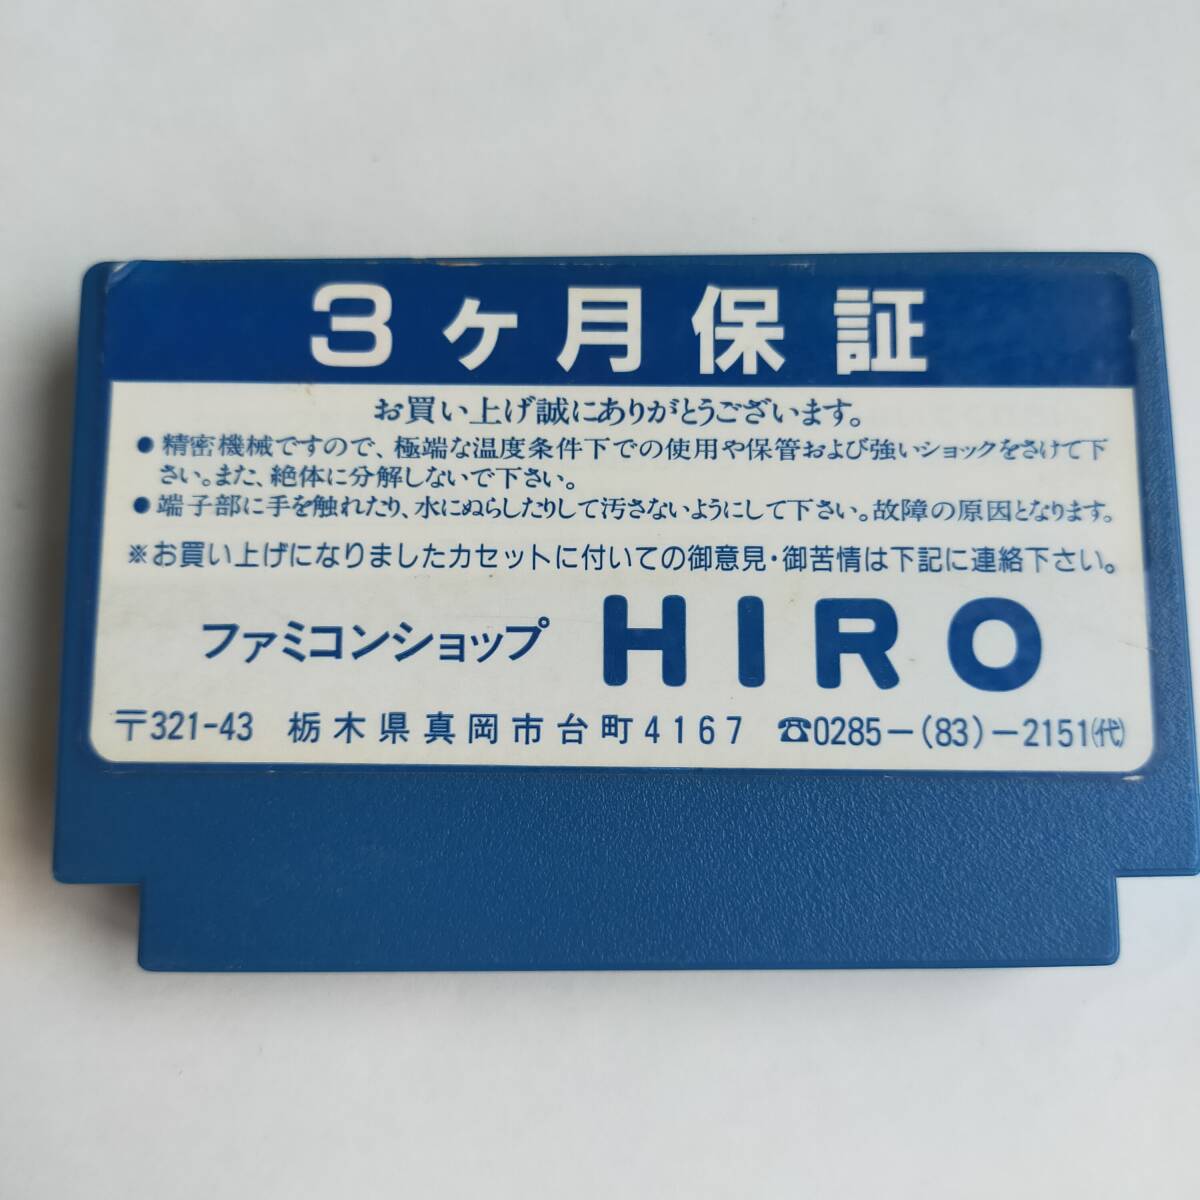 3ヶ月保証
お買い上げ誠にありがとうございます。
●精密機械ですので、極端な温度条件下での使用や保管および強いショックをさけて下
さい。また、絶体に分解しないで下さい。
●端子部に手を触れたり、水にぬらしたりして汚さないようにして下さい。故障の原因となります。
※お買い上げになりましたカセットに付いての御意見・御苦情は下記に連絡下さい。
ファミコンショップ HIRO
〒321-43 栃木県真岡市台町4167 ☎0285-(83)-2151㈹